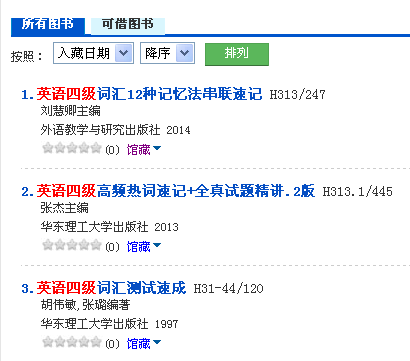 所有图书 可借图书
按照： 入藏日期 降序 排列
1.英语四级词汇12种记忆法串联速记 H313/247
刘慧卿主编
外语教学与研究出版社 2014
(0) 馆藏
2.英语四级高频热词速记+全真试题精讲.2版 H313.1/445
张杰主编
华东理工大学出版社 2013
(0) 馆藏
3.英语四级词汇测试速成 H31-44/120
胡伟敏,张璐编著
华东理工大学出版社 1997
(0) 馆藏